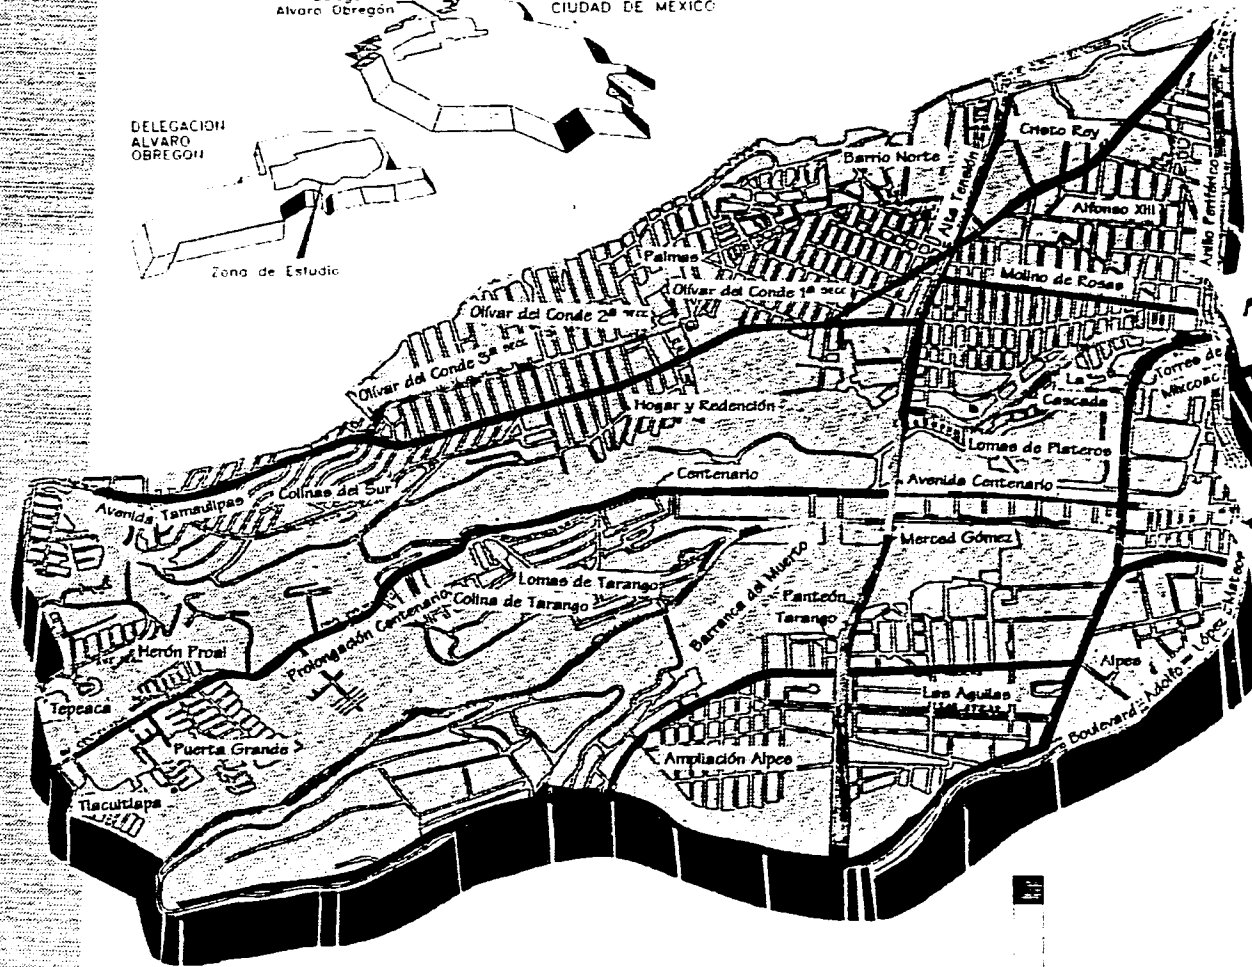 Alvaro Obregón
CIUDAD DE MEXICO
DELEGACION
ALVARO
OBREGON
Zona de Estudio
Cristo Rey
Barrio Norte
Alta Tensión
Alfonso XIII
Anillo Periférico
Palmas
Molino de Rosas
Olivar del Conde 1ª secc
Olivar del Conde 2ª secc
Olivar del Conde 3ª secc
Torres de
Mixcoac
La
Cascada
Hogar y Redención
Lomas de Plateros
Centenario
Avenida Centenario
Colinas del Sur
Avenida Tamaulipas
Merced Gómez
Barranca del Muerto
Lomas de Tarango
Colina de Tarango
Panteón
Tarango
Prolongación Centenario
Herón Proal
Alpes
Boulevard Adolfo López Mateos
Las Aguilas
Tepeaca
Puerta Grande
Ampliación Alpes
Tlacuitlapa